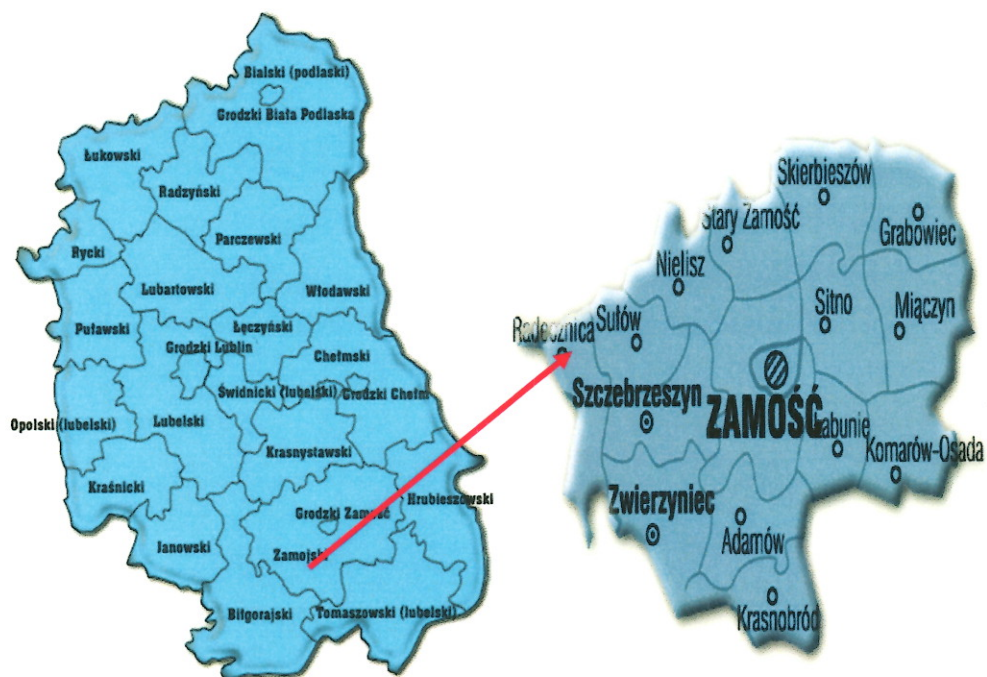 Bialski (podlaski)
Grodzki Biała Podlaska
Łukowski
Radzyński
Parczewski
Rycki
Lubartowski
Włodawski
Puławski
Łęczyński
Grodzki Lublin
Chełmski
Świdnicki (lubelski)
Grodzki Chełm
Opolski (lubelski)
Lubelski
Krasnystawski
Kraśnicki
Hrubieszowski
Grodzki Zamość
Janowski
Zamojski
Biłgorajski
Tomaszowski (lubelski)
Skierbieszów
Stary Zamość
Grabowiec
Nielisz
Sitno
Miączyn
Radecznica
Sułów
Szczebrzeszyn
ZAMOŚĆ
Łabunie
Komarów-Osada
Zwierzyniec
Adamów
Krasnobród